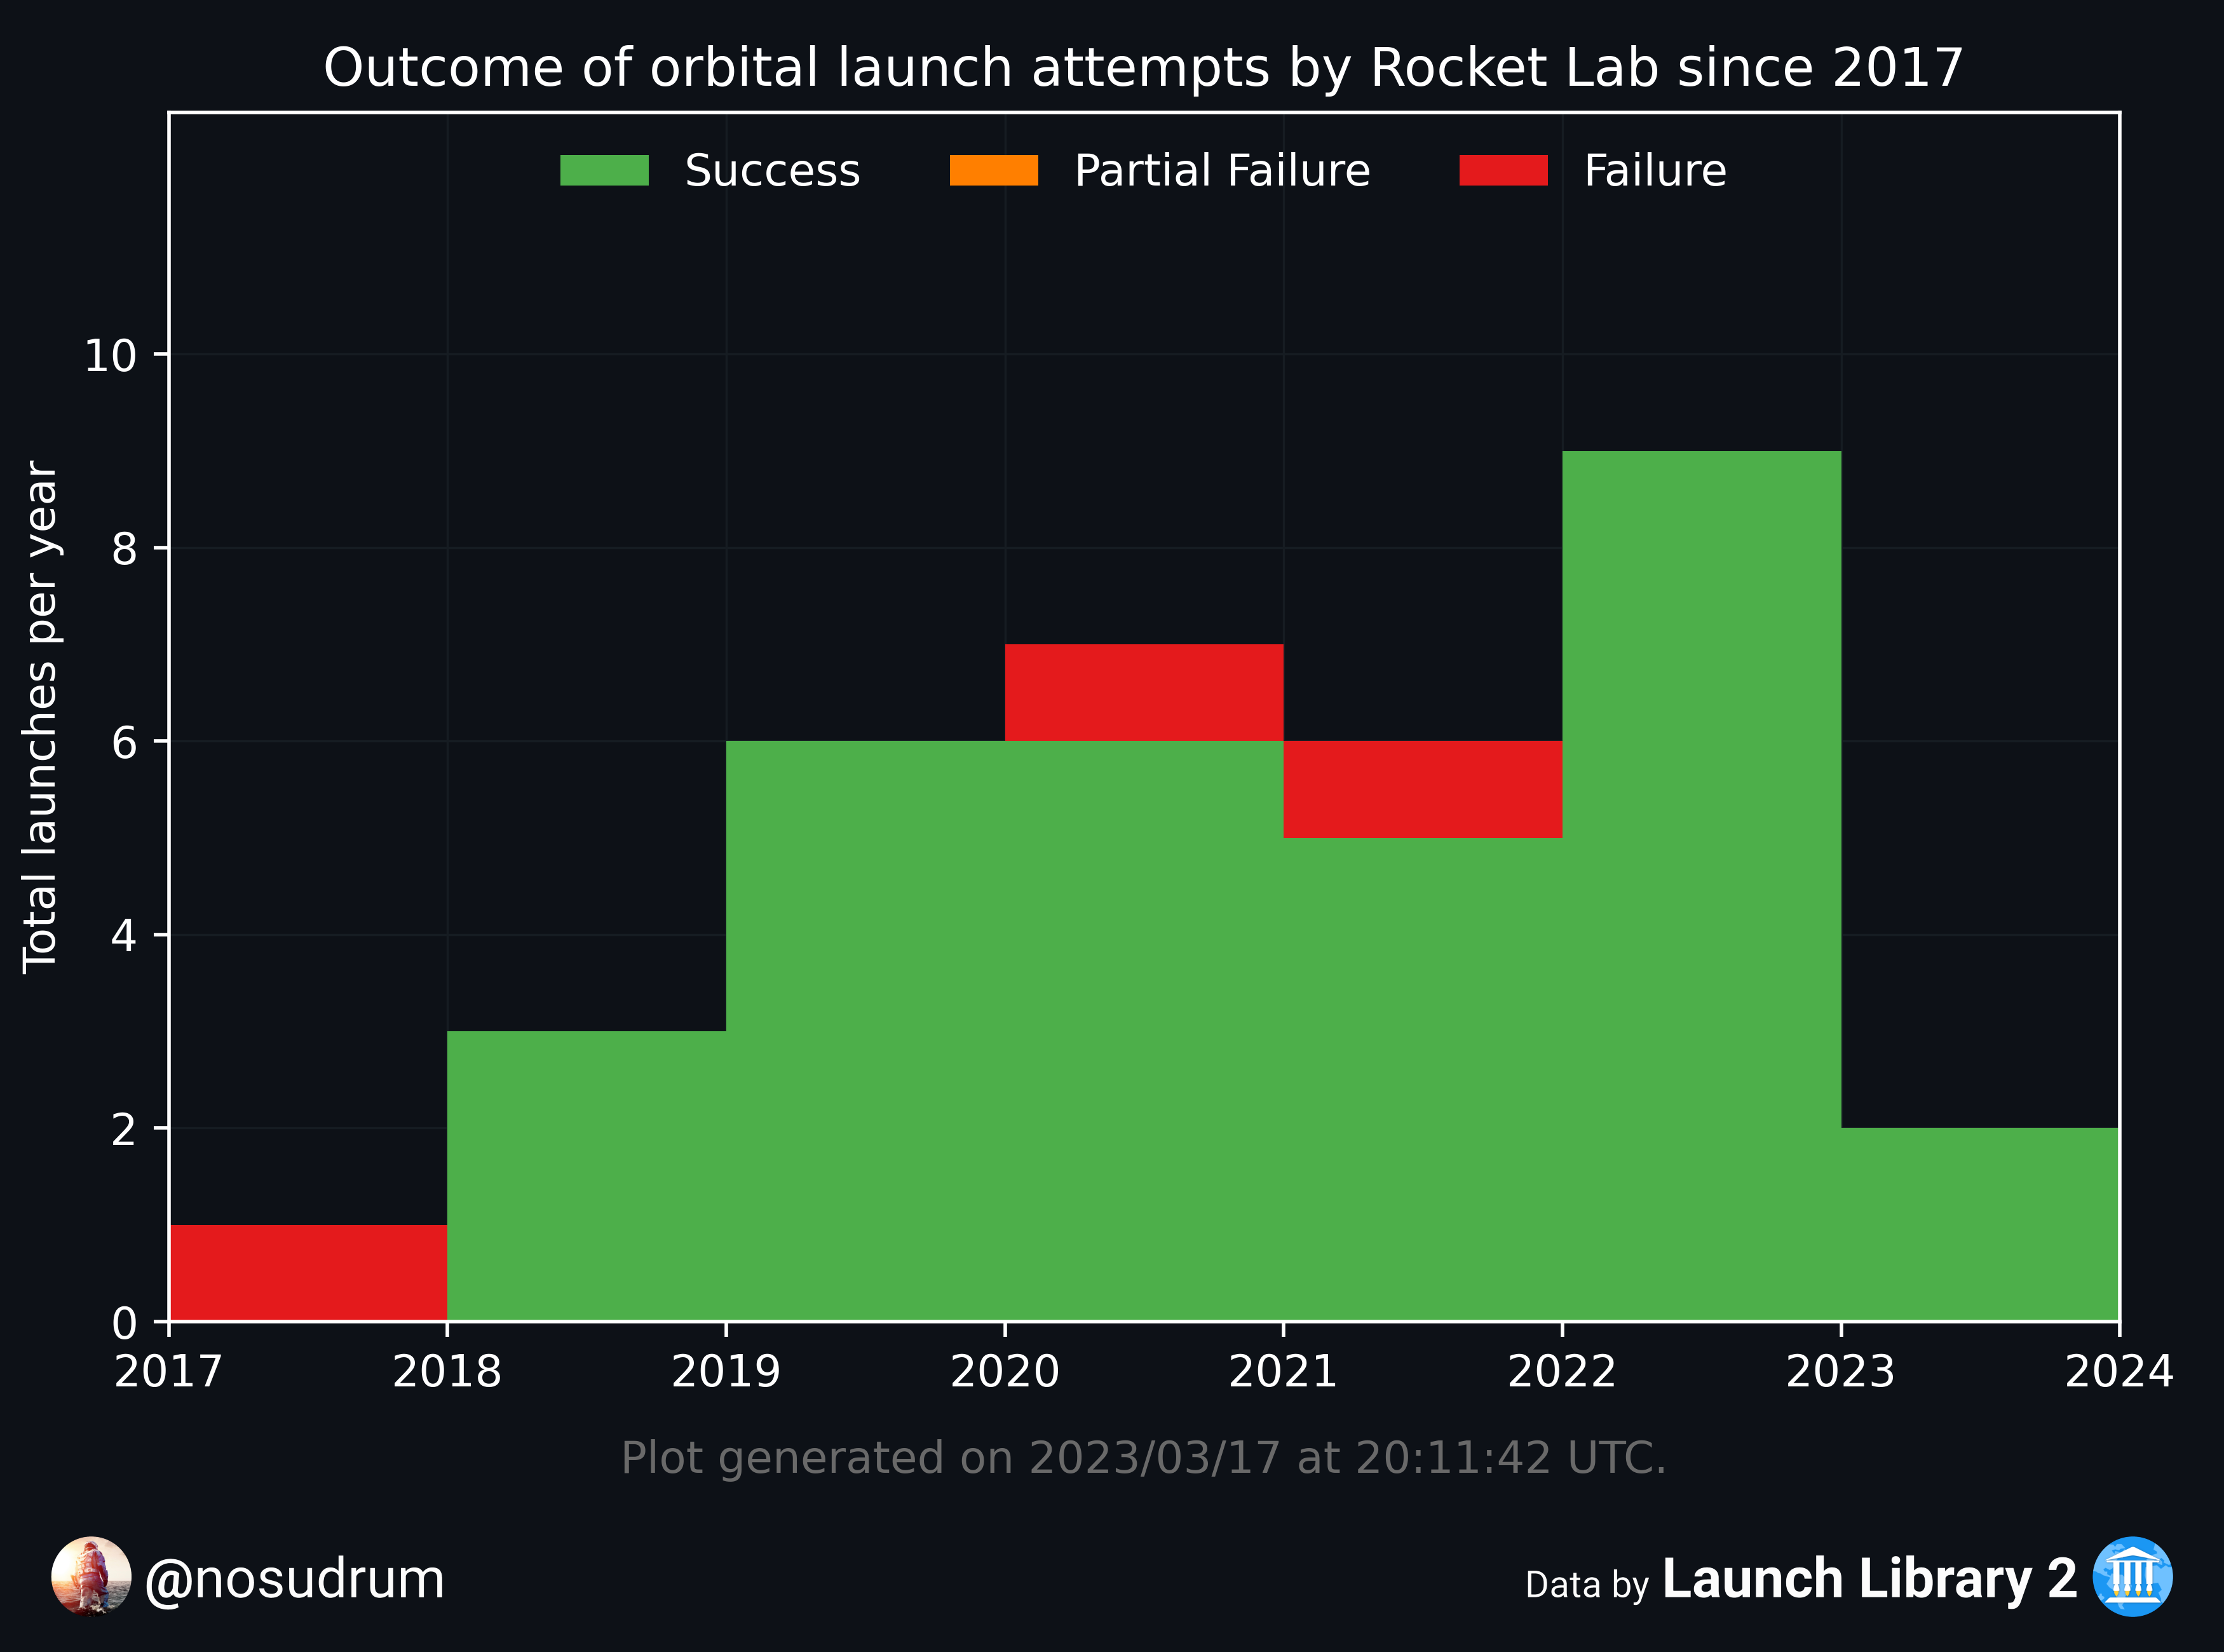 Outcome of orbital launch attempts by Rocket Lab since 2017
Success Partial Failure Failure
Total launches per year
10
8
6
4
2
0
2017 2018 2019 2020 2021 2022 2023 2024
Plot generated on 2023/03/17 at 20:11:42 UTC.
@nosudrum
Data by Launch Library 2